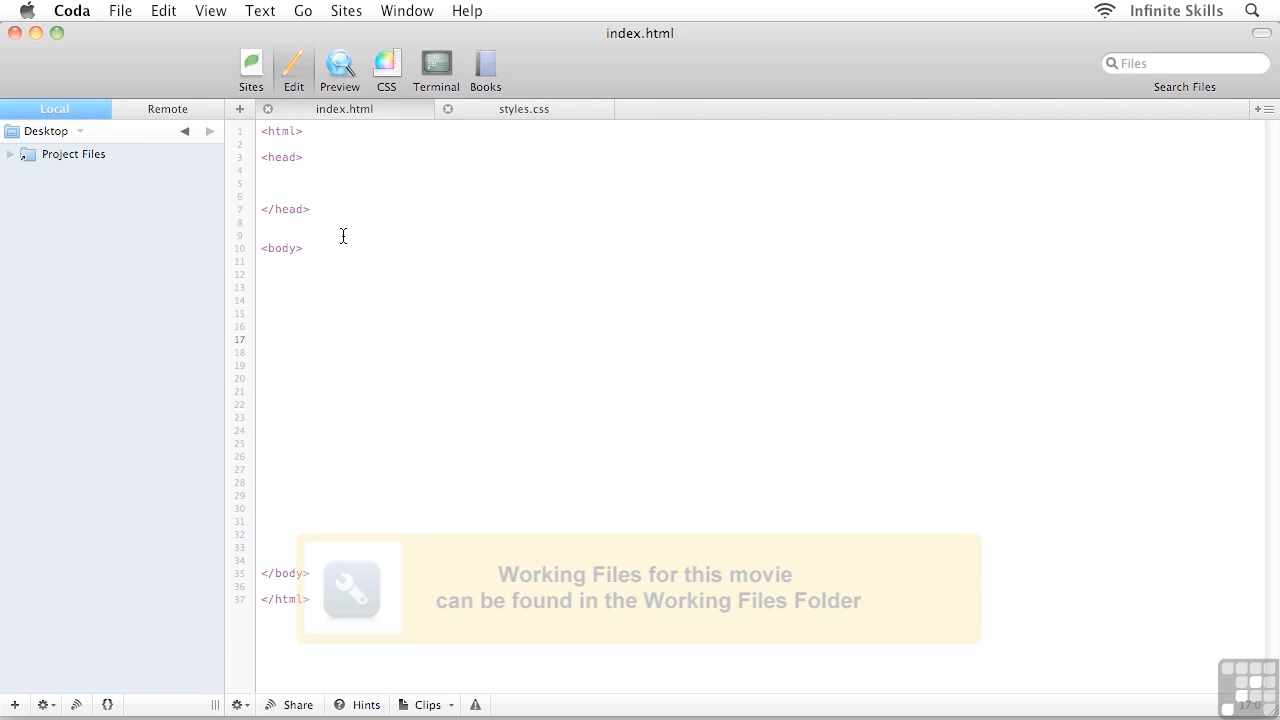 Coda File Edit View Text Go Sites Window Help Infinite Skills
index.html
Sites Edit Preview CSS Terminal Books Files
Search Files
Local Remote + index.html styles.css
Desktop
Project Files
1 <html>
2
3 <head>
4
5
6
7 </head>
8
9
10 <body>
11
12
13
14
15
16
17
18
19
20
21
22
23
24
25
26
27
28
29
30
31
32
33
34
35 </body>
36
37 </html>
Working Files for this movie
can be found in the Working Files Folder
+ {} Share Hints Clips 17:0